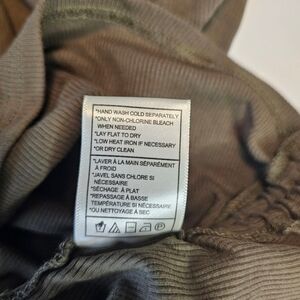 *HAND WASH COLD SEPARATELY
*ONLY NON-CHLORINE BLEACH
WHEN NEEDED
*LAY FLAT TO DRY
*LOW HEAT IRON IF NECESSARY
*OR DRY CLEAN
*LAVER À LA MAIN SÉPARÉMENT
A FROID
*JAVEL SANS CHLORE SI
NÉCESSAIRE
*SÉCHAGE À PLAT
*REPASSAGE À BASSE
TEMPÉRATURE SI NÉCESSAIRE
*OU NETTOYAGE À SEC